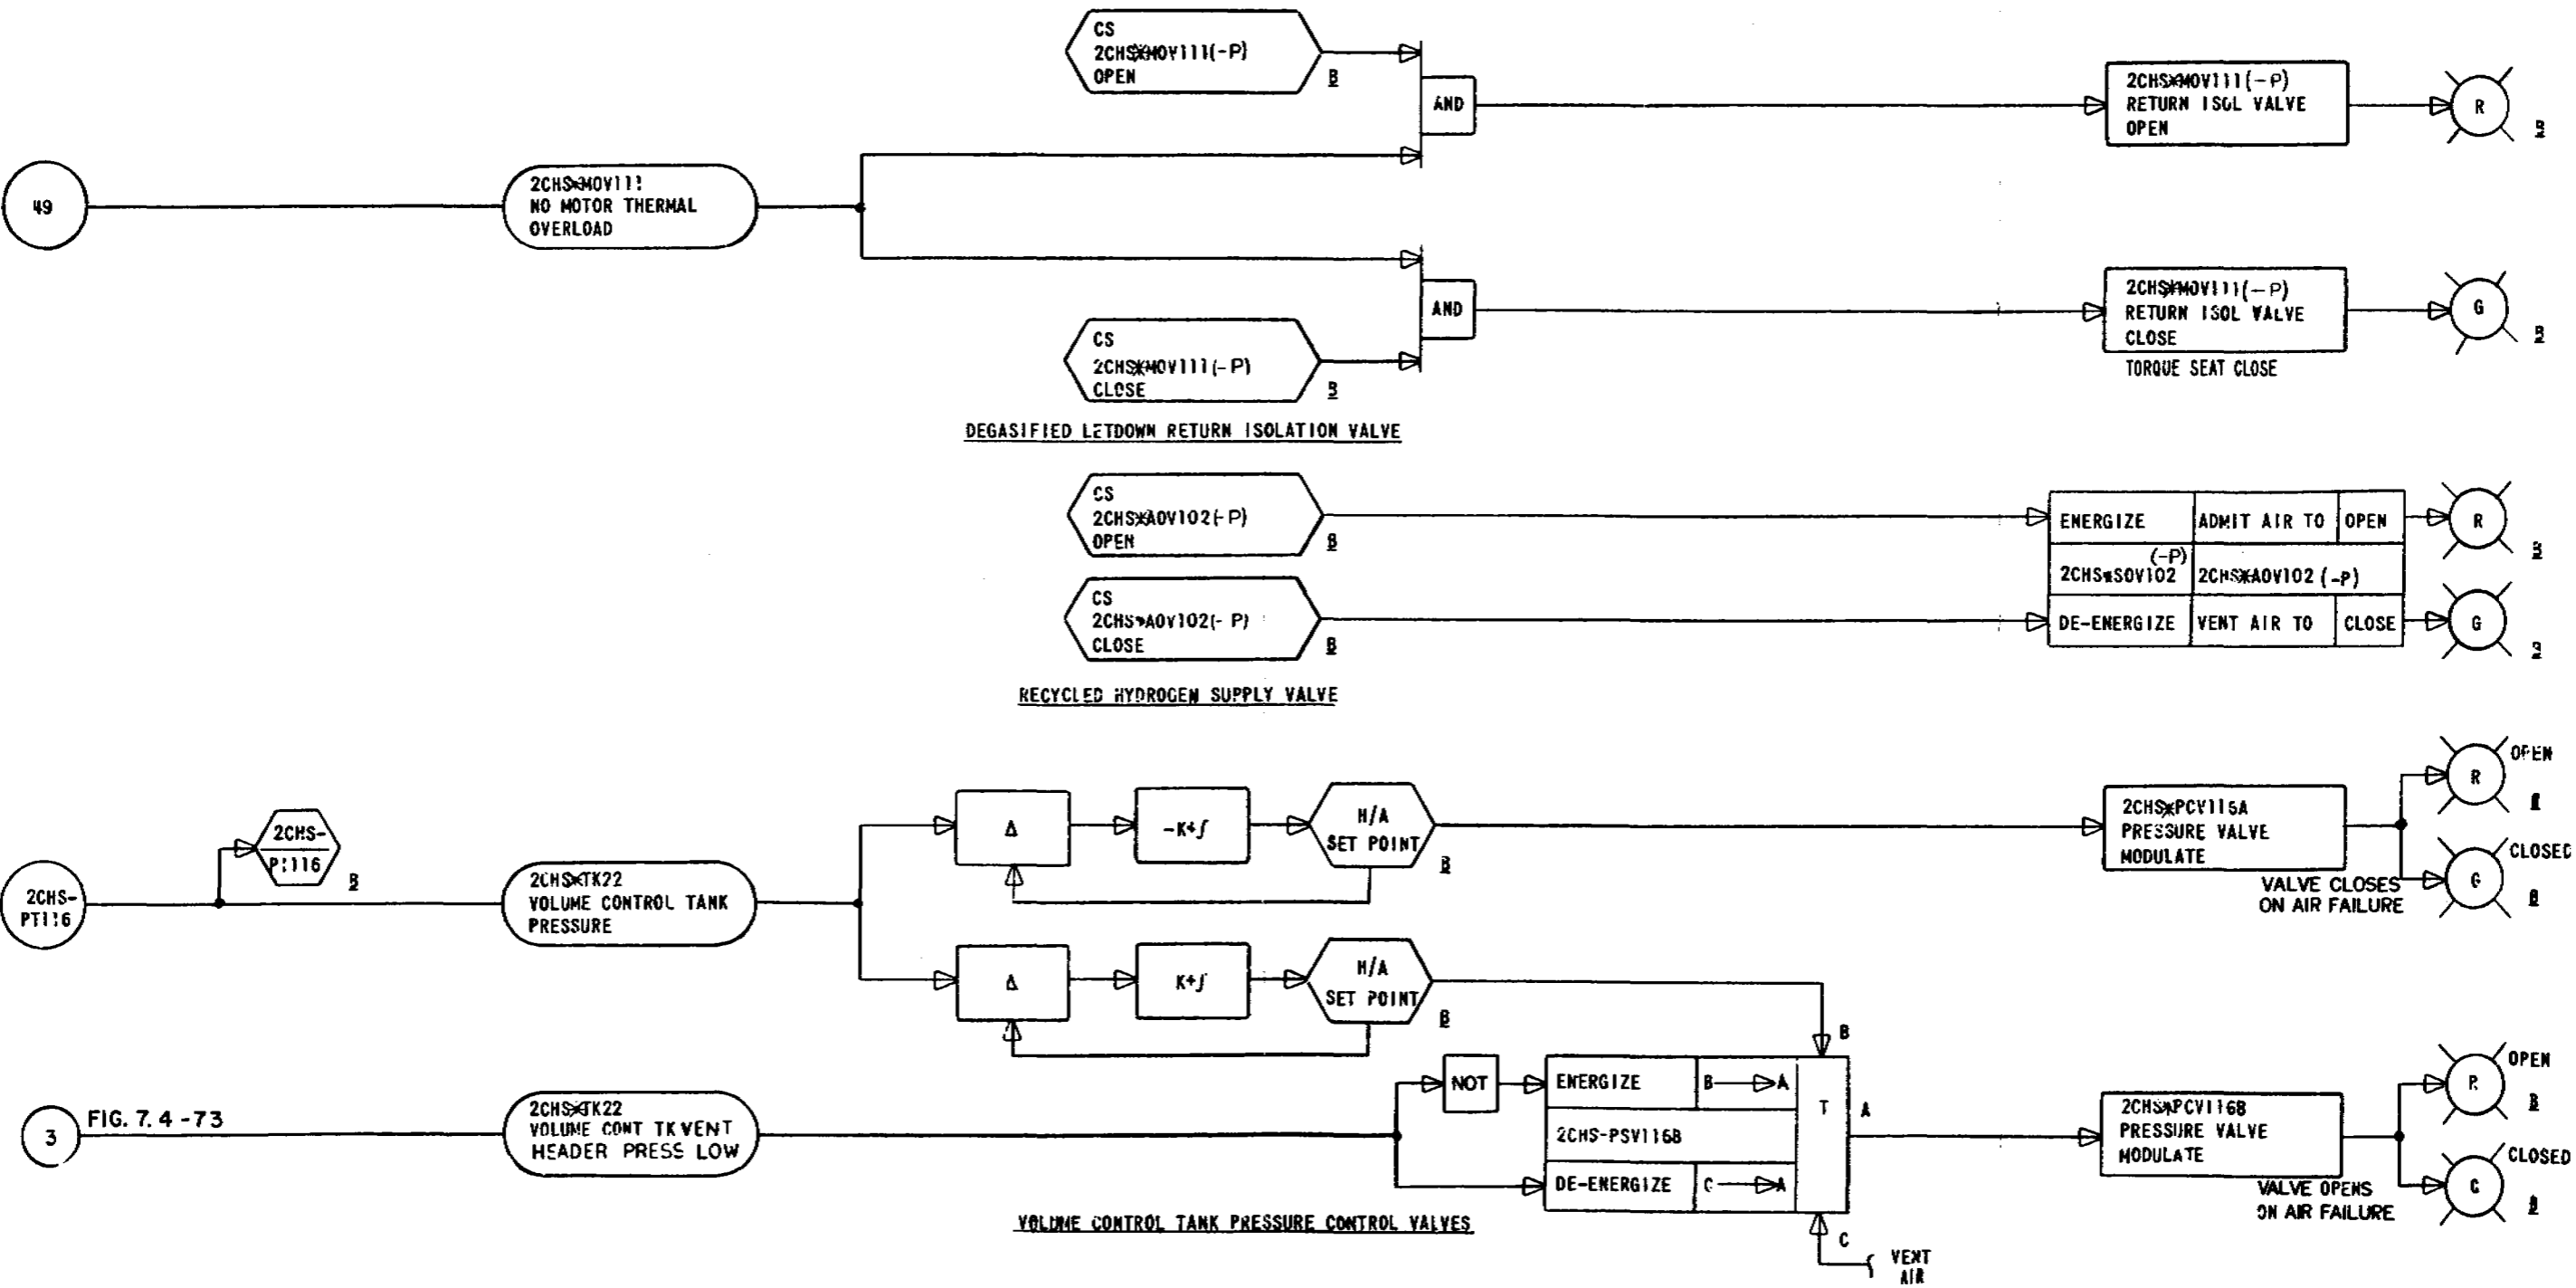 CS
2CHS*MOV111(-P)
OPEN
B
AND
2CHS*MOV111(-P)
RETURN ISOL VALVE
OPEN
R
B
49
2CHS*MOV111
NO MOTOR THERMAL
OVERLOAD
AND
2CHS*MOV111(-P)
RETURN ISOL VALVE
CLOSE
TORQUE SEAT CLOSE
G
B
CS
2CHS*MOV111(-P)
CLOSE
B
DEGASIFIED LETDOWN RETURN ISOLATION VALVE
CS
2CHS*AOV102(-P)
OPEN
B
ENERGIZE
ADMIT AIR TO
OPEN
R
B
(-P)
2CHS*SOV102
2CHS*AOV102 (-P)
CS
2CHS*AOV102(-P)
CLOSE
B
DE-ENERGIZE
VENT AIR TO
CLOSE
G
RECYCLED HYDROGEN SUPPLY VALVE
2CHS-
PT116
2CHS-
PI116
B
2CHS*TK22
VOLUME CONTROL TANK
PRESSURE
Δ
-K+∫
M/A
SET POINT
B
2CHS*PCV115A
PRESSURE VALVE
MODULATE
VALVE CLOSES
ON AIR FAILURE
R
OPEN
G
CLOSED
B
Δ
K+∫
M/A
SET POINT
B
B
3
FIG. 7.4-73
2CHS*TK22
VOLUME CONT TK VENT
HEADER PRESS LOW
NOT
ENERGIZE
B → A
2CHS-PSV116B
DE-ENERGIZE
C → A
T
A
C
VENT
AIR
2CHS*PCV116B
PRESSURE VALVE
MODULATE
VALVE OPENS
ON AIR FAILURE
R
OPEN
B
G
CLOSED
B
VOLUME CONTROL TANK PRESSURE CONTROL VALVES